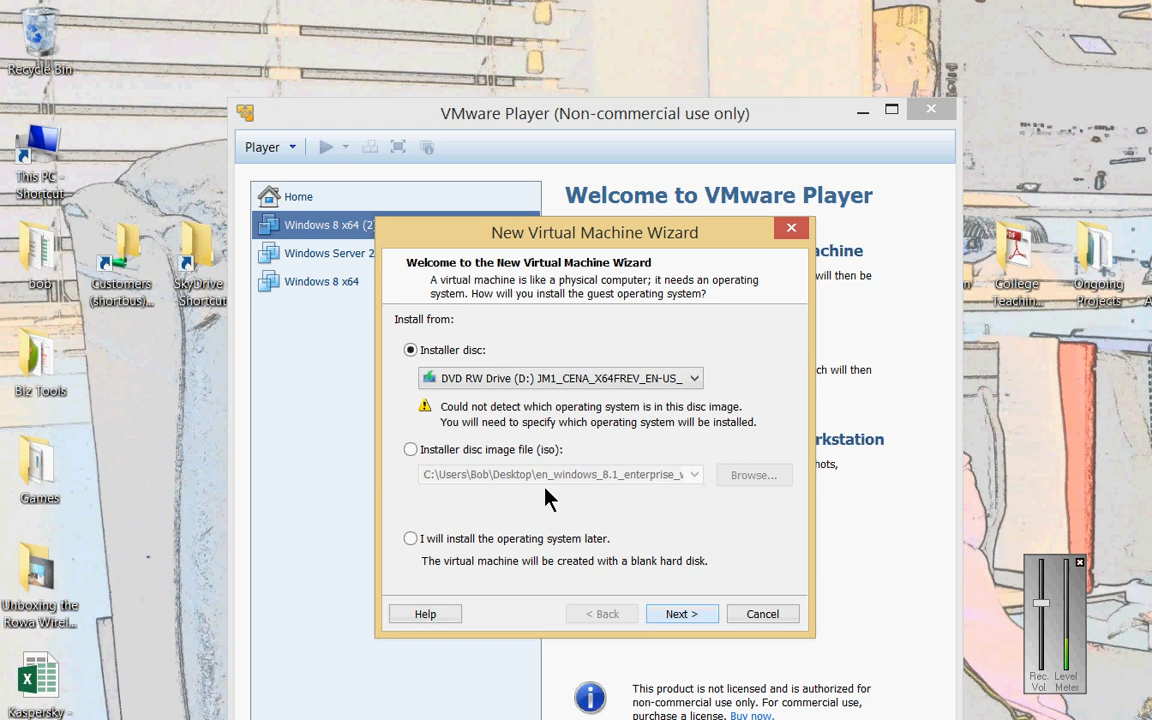 Recycle Bin
This PC -
Shortcut
bob
Customers
(shortbus)...
SkyDrive
Shortcut
Biz Tools
Games
Unboxing the
Rowa Wirel...
Kaspersky -
VMware Player (Non-commercial use only)
Player
Home
Windows 8 x64 (2
Windows Server 2
Windows 8 x64
Welcome to VMware Player
achine
will then be
ch will then
rkstation
hots,
New Virtual Machine Wizard
Welcome to the New Virtual Machine Wizard
A virtual machine is like a physical computer; it needs an operating
system. How will you install the guest operating system?
Install from:
Installer disc:
DVD RW Drive (D:) JM1_CENA_X64FREV_EN-US_
Could not detect which operating system is in this disc image.
You will need to specify which operating system will be installed.
Installer disc image file (iso):
C:\Users\Bob\Desktop\en_windows_8.1_enterprise_v
Browse...
I will install the operating system later.
The virtual machine will be created with a blank hard disk.
Help
< Back
Next >
Cancel
This product is not licensed and is authorized for
non-commercial use only. For commercial use,
purchase a license. Buy now.
PDF
College
Teachin...
Ongoing
Projects
Rec. Level
Vol. Meter